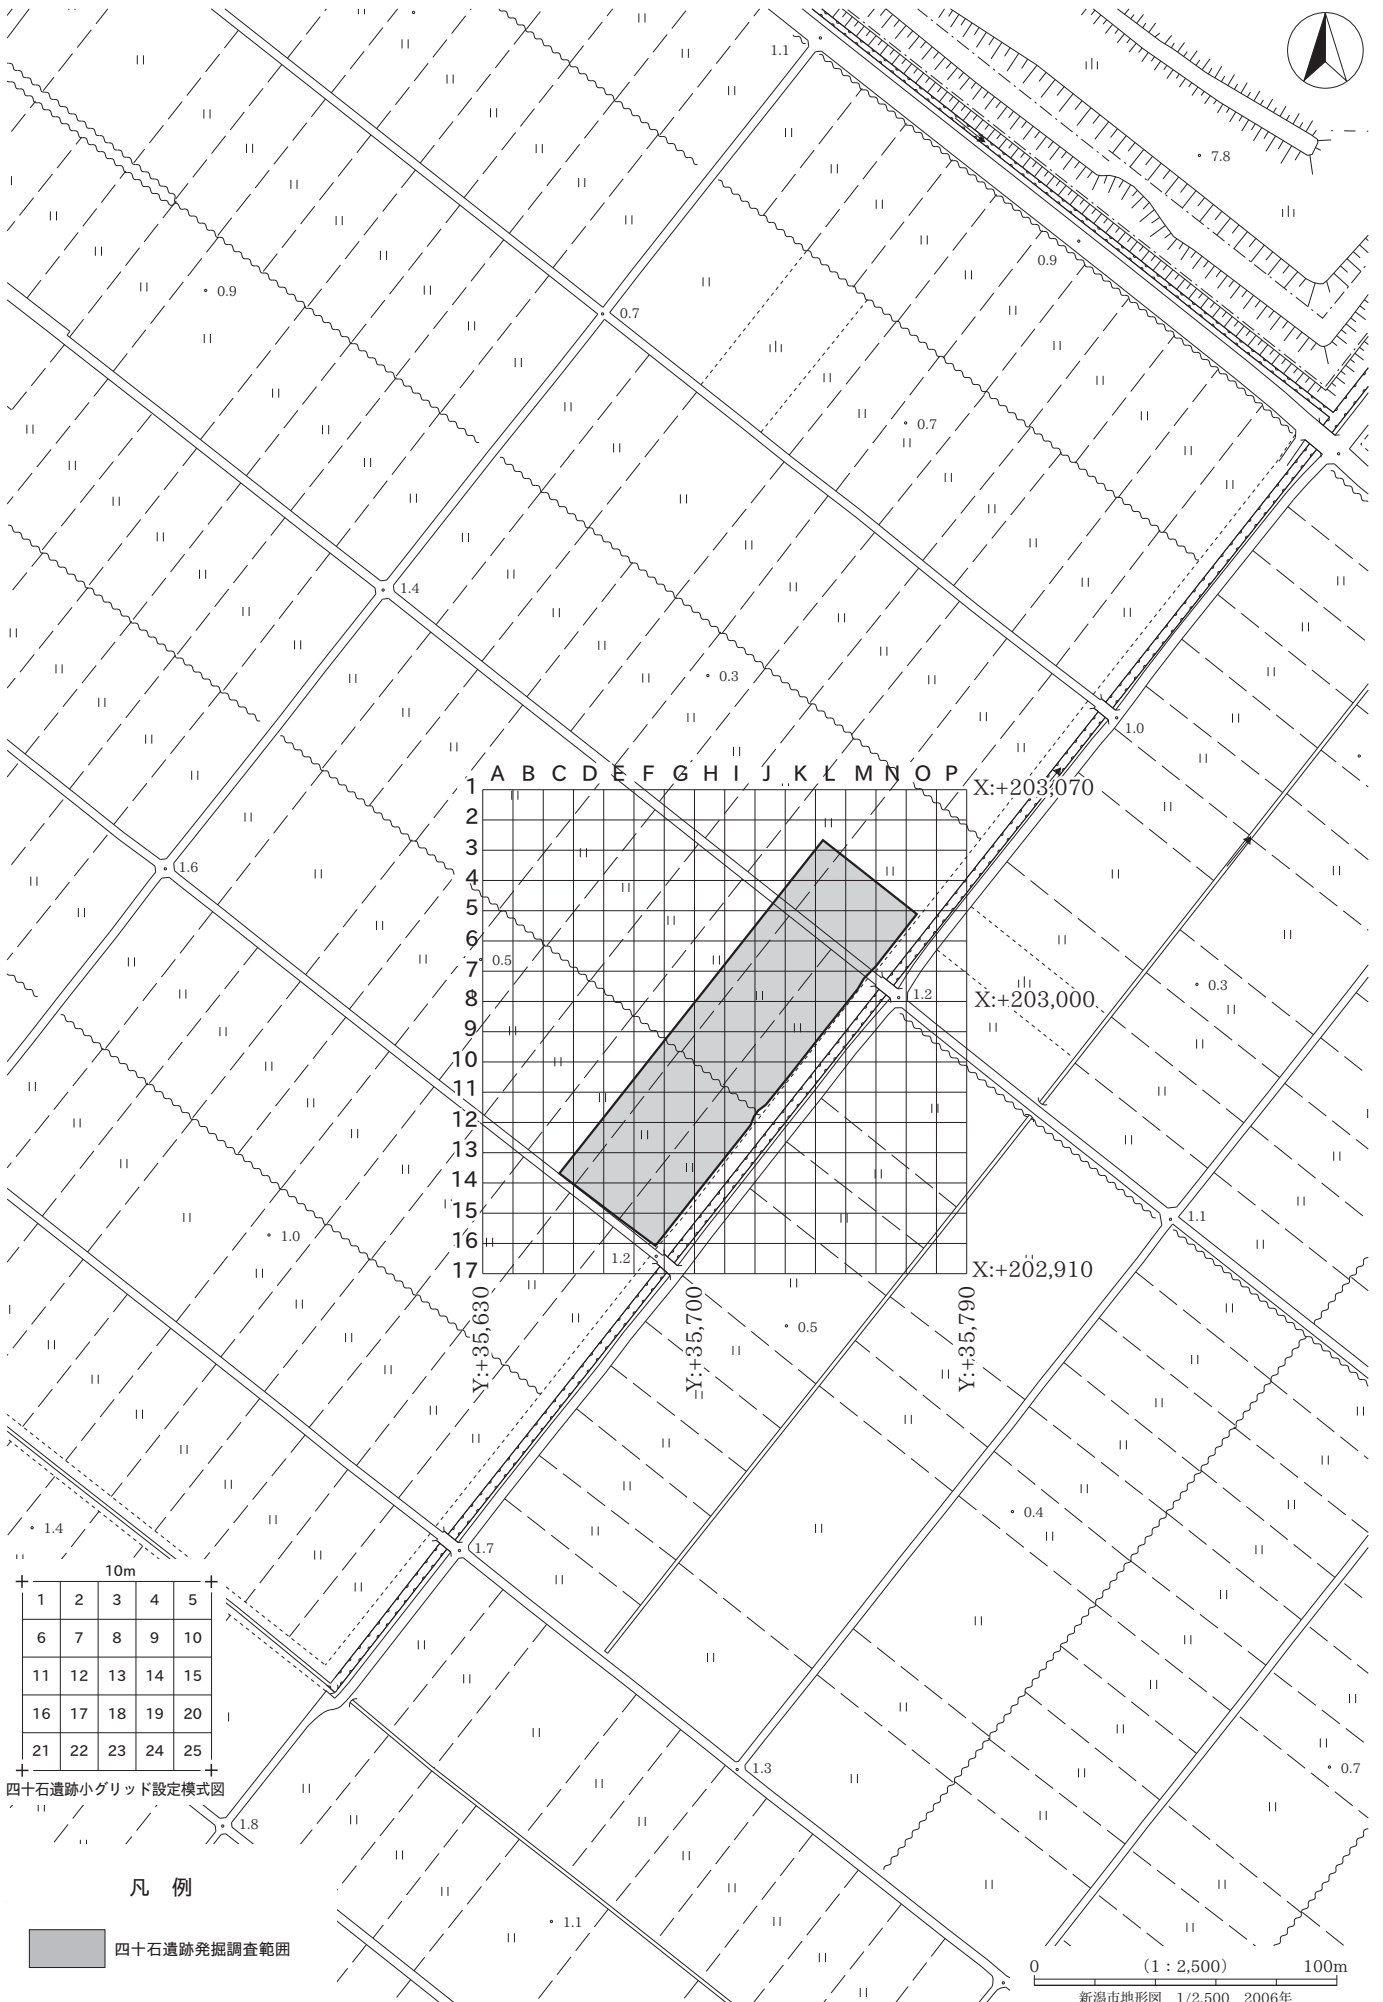 1.1
7.8
0.9
0.9
0.7
0.7
1.4
0.3
1.0
A B C D E F G H I J K L M N O P
1
2
3
4
5
6
7
8
9
10
11
12
13
14
15
16
17
X:+203,070
X:+203,000
X:+202,910
1.6
0.5
1.2
0.3
1.1
1.0
1.2
Y:+35,630
Y:+35,700
Y:+35,790
0.5
0.4
1.4
1.7
10m
1 2 3 4 5
6 7 8 9 10
11 12 13 14 15
16 17 18 19 20
21 22 23 24 25
四十石遺跡小グリッド設定模式図
1.3
0.7
1.8
凡 例
四十石遺跡発掘調査範囲
1.1
0 (1:2,500) 100m
新潟市地形図 1/2,500 2006年